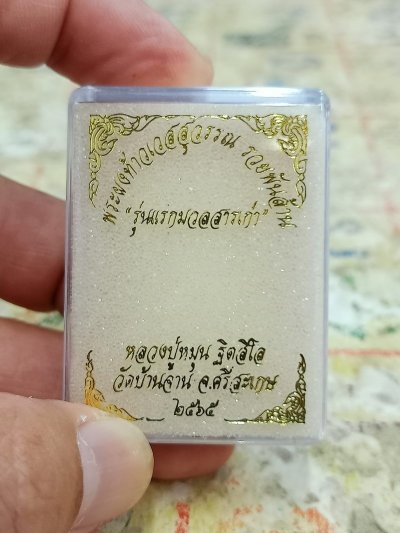 พระผงท้าวเวสสุวรรณ รวยพันล้าน
"รุ่นแรกมวลสารเก่า"
หลวงปู่หมุน ฐิตสีโล
วัดบ้านจาน จ.ศรีสะเกษ
๒๕๖๕